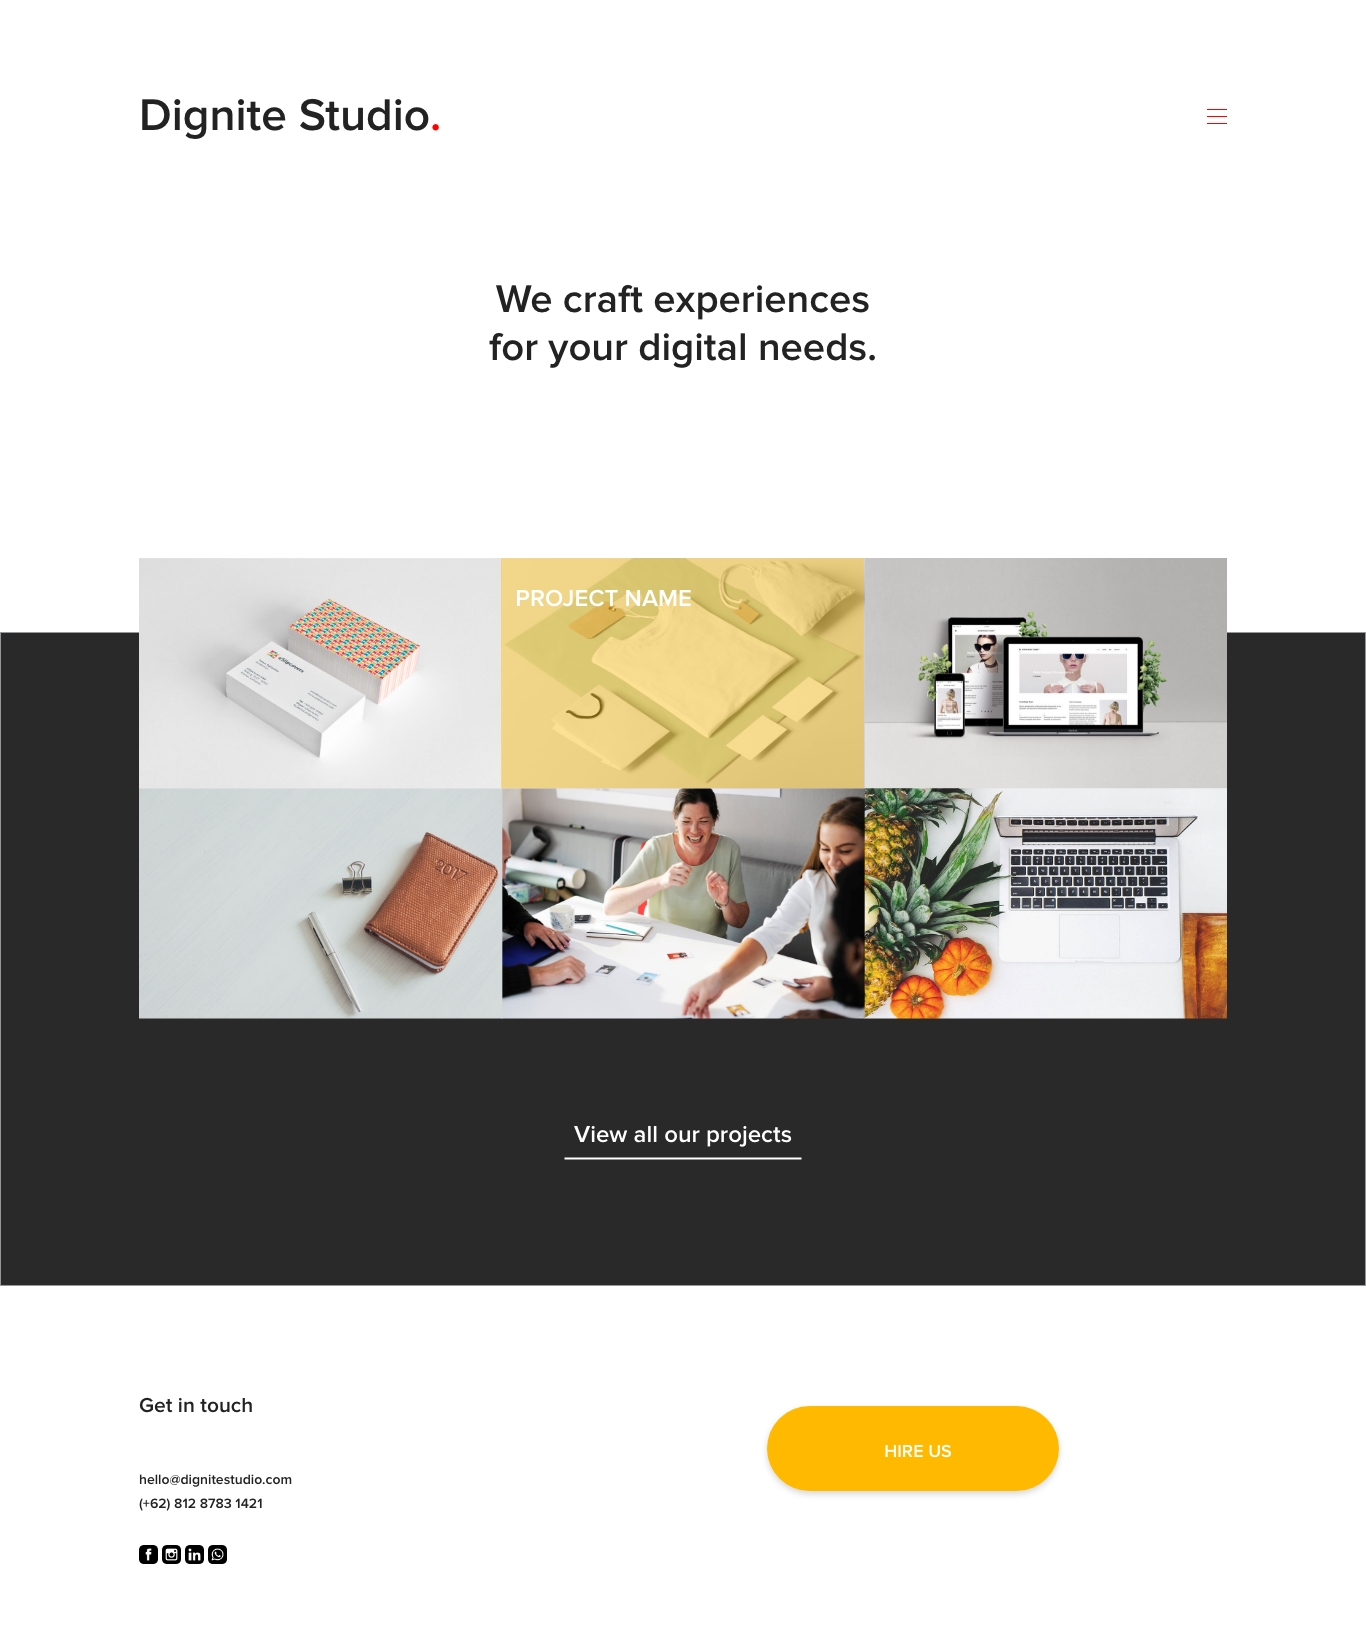 Dignite Studio.
We craft experiences
for your digital needs.
PROJECT NAME
2017
View all our projects
Get in touch
HIRE US
hello@dignitestudio.com
(+62) 812 8783 1421